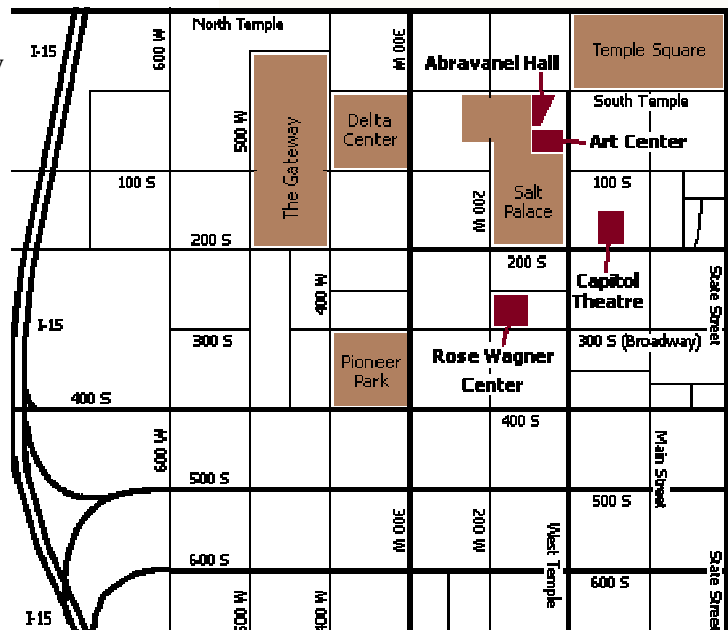 North Temple
I-15
600 W
300 W
Abravanel Hall
Temple Square
South Temple
500 W
Delta
Center
Art Center
The Gateway
100 S
200 W
Salt
Palace
100 S
200 S
200 S
Capitol
Theatre
State Street
400 W
I-15
300 S
300 S (Broadway)
Rose Wagner
Center
Pioneer
Park
400 S
400 S
600 W
Main Street
500 S
500 S
300 W
200 W
West Temple
600 S
600 S
State Street
I-15
500 W
400 W